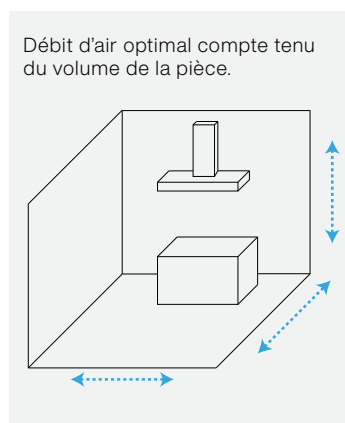 Débit d’air optimal compte tenu
du volume de la pièce.